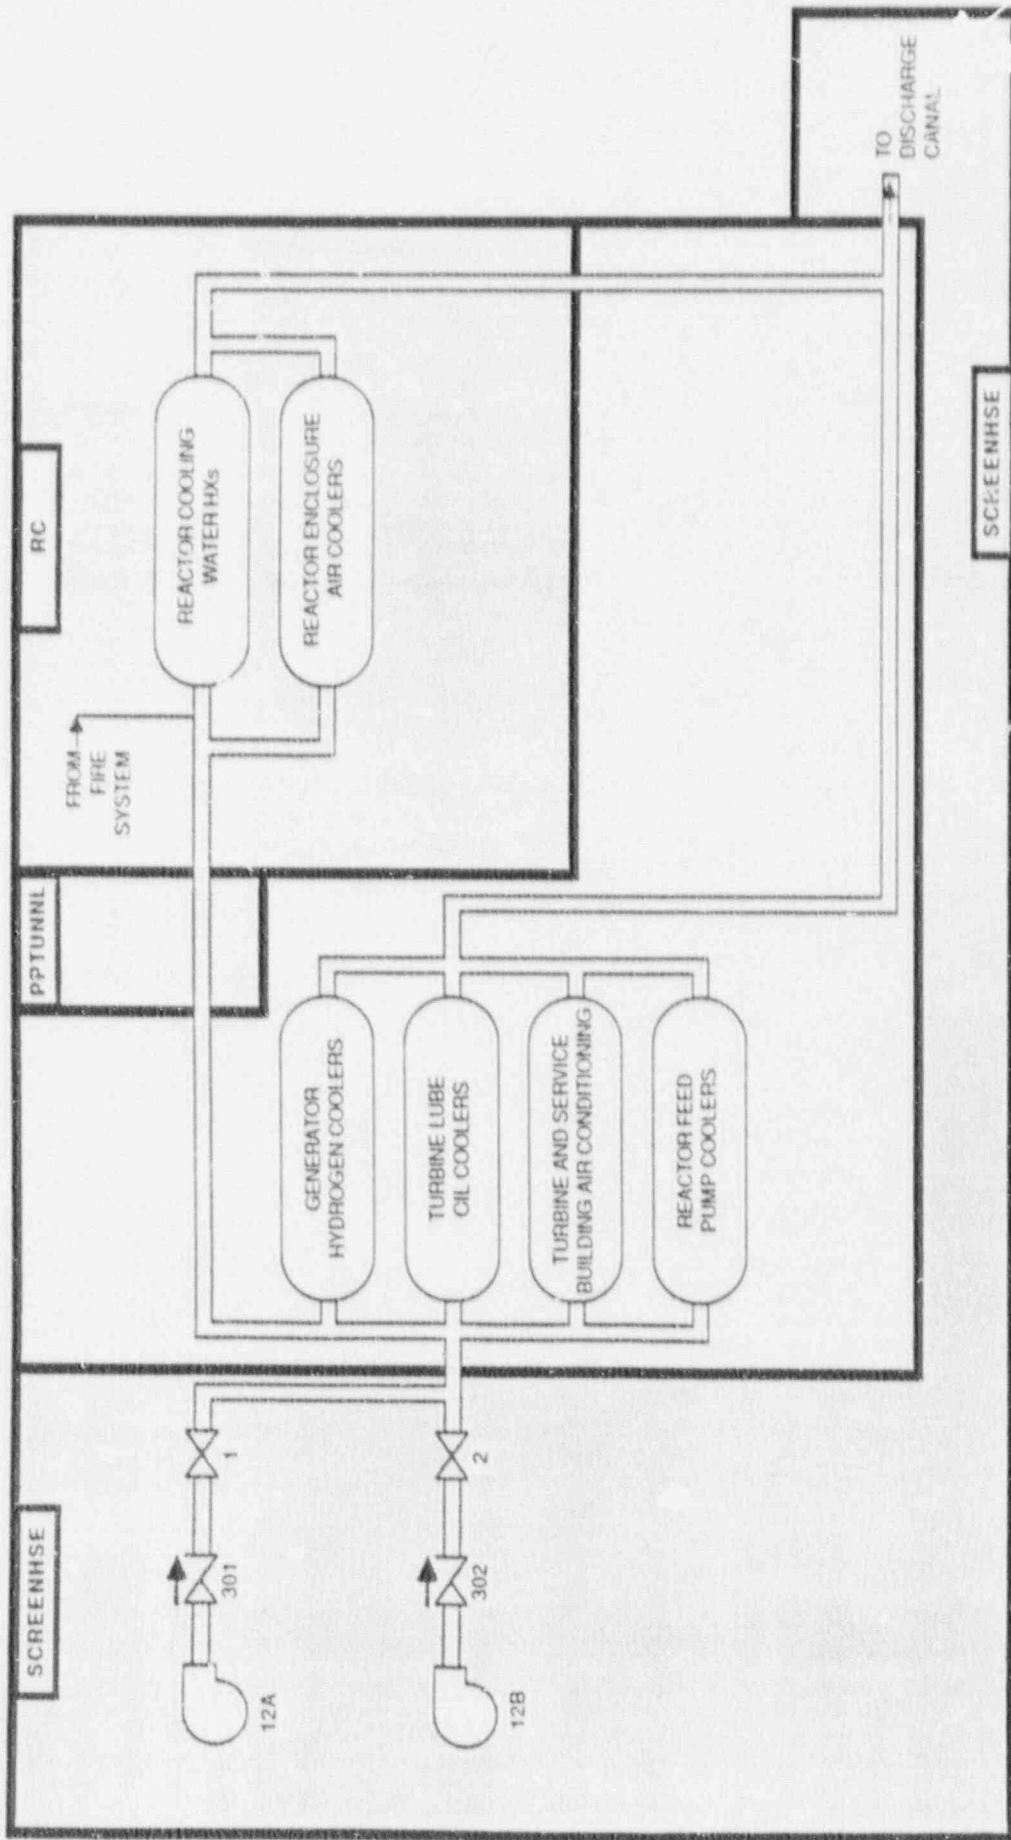 SCREENHSE
PPTUNNL
RC
FROM
FIRE
SYSTEM
REACTOR COOLING
WATER HXs
REACTOR ENCLOSURE
AIR COOLERS
301
1
12A
GENERATOR
HYDROGEN COOLERS
TURBINE LUBE
OIL COOLERS
302
2
12B
TURBINE AND SERVICE
BUILDING AIR CONDITIONING
REACTOR FEED
PUMP COOLERS
TO
DISCHARGE
CANAL
SCREENHSE